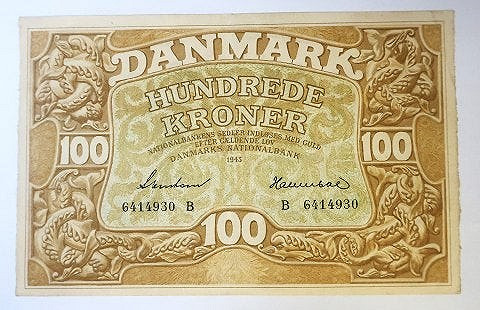 DANMARK
HUNDREDE
KRONER
NATIONALBANKENS SEDLER INDLØSES MED GULD
EFTER GÆLDENDE LOV
DANMARKS NATIONALBANK
1943
100 100
6414930 B B 6414930
100